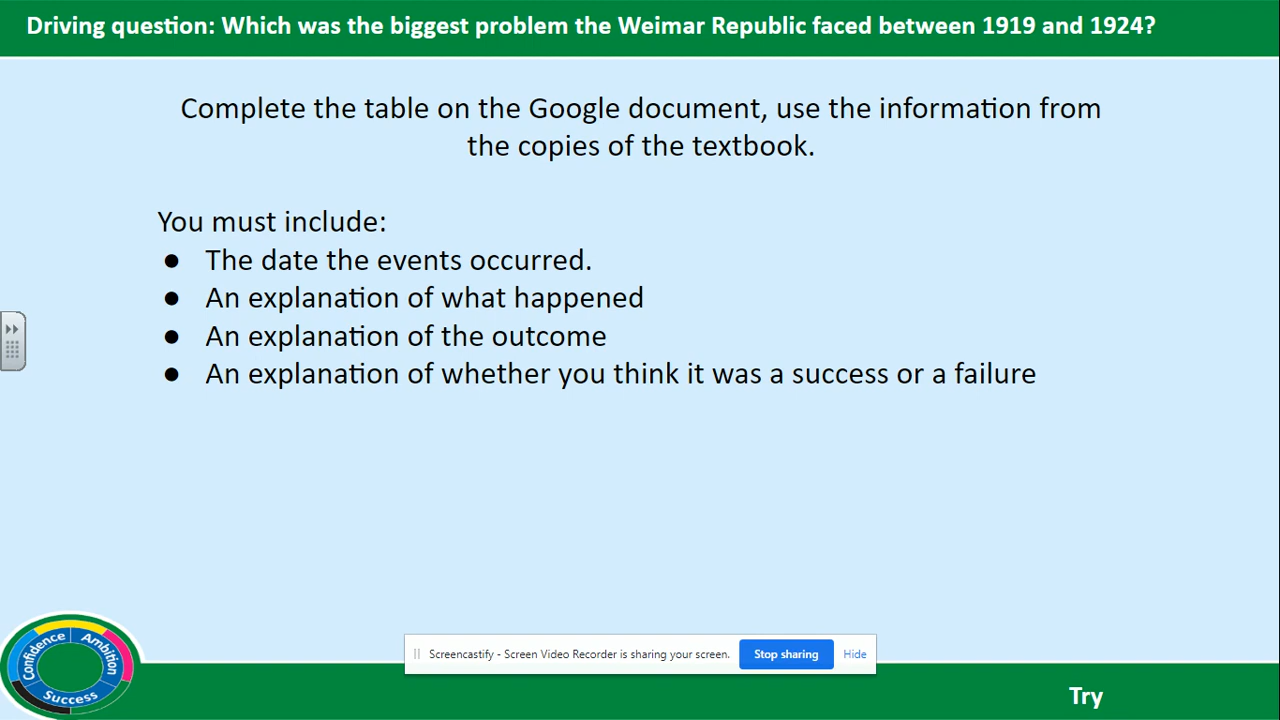 Driving question: Which was the biggest problem the Weimar Republic faced between 1919 and 1924?
Complete the table on the Google document, use the information from
the copies of the textbook.
You must include:
● The date the events occurred.
● An explanation of what happened
● An explanation of the outcome
● An explanation of whether you think it was a success or a failure
Confidence
Ambition
Success
Screencastify - Screen Video Recorder is sharing your screen.
Stop sharing
Hide
Try